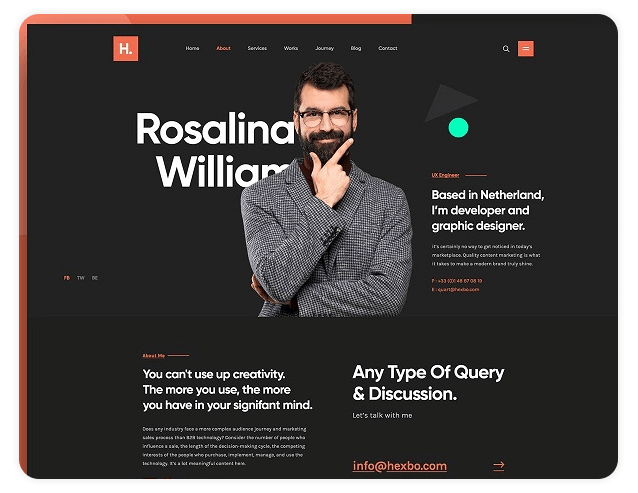 H.
Home About Services Works Journey Blog Contact
Rosalina
William
UX Engineer
Based in Netherland,
I'm developer and
graphic designer.
it's certainly no way to get noticed in today's
marketplace. Quality content marketing is what
it takes to make a modern brand truly shine.
P : +33 (0)1 48 87 08 19
E : quart@hexbo.com
FB TW BE
About Me
You can't use up creativity.
The more you use, the more
you have in your signifant mind.
Does any industry face a more complex audience journey and marketing
sales process than B2B technology? Consider the number of people who
influence a sale, the length of the decision-making cycle, the competing
interests of the people who purchase, implement, manage, and use the
technology. It's a lot meaningful content here.
Any Type Of Query
& Discussion.
Let's talk with me
info@hexbo.com